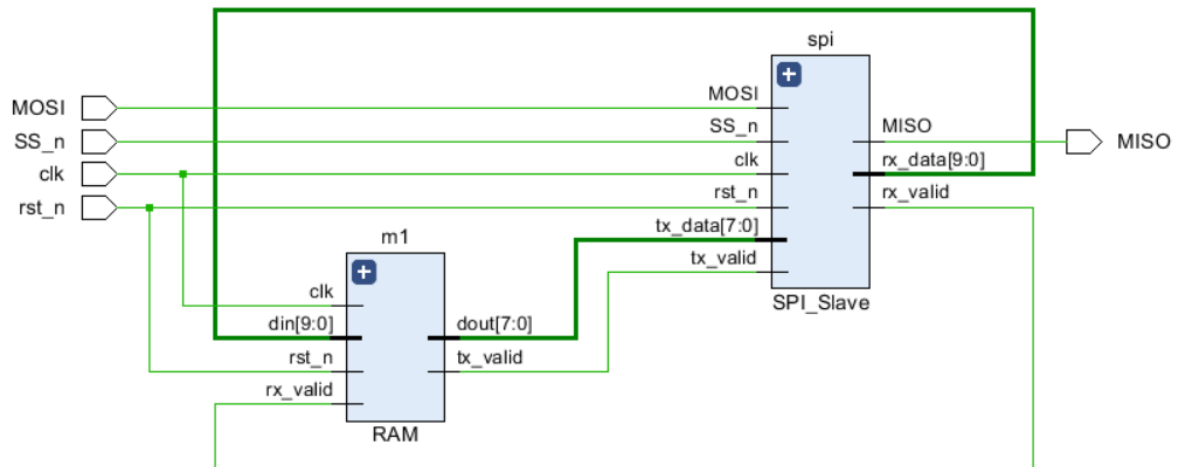 spi
MOSI
SS_n
clk
rst_n
MOSI
SS_n
clk
rst_n
tx_data[7:0]
tx_valid
MISO
rx_data[9:0]
rx_valid
SPI_Slave
MISO
m1
clk
din[9:0]
rst_n
rx_valid
dout[7:0]
tx_valid
RAM